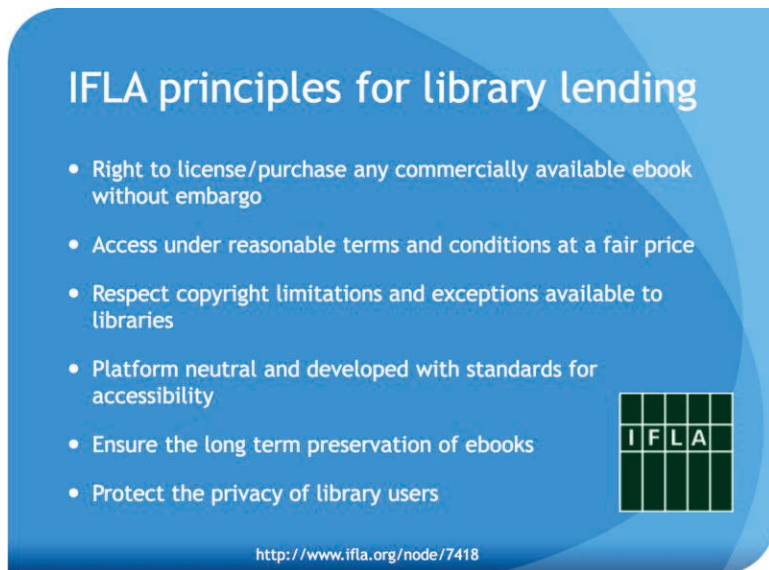 IFLA principles for library lending
• Right to license/purchase any commercially available ebook
without embargo
• Access under reasonable terms and conditions at a fair price
• Respect copyright limitations and exceptions available to
libraries
• Platform neutral and developed with standards for
accessibility
• Ensure the long term preservation of ebooks
• Protect the privacy of library users
IFLA
http://www.ifla.org/node/7418